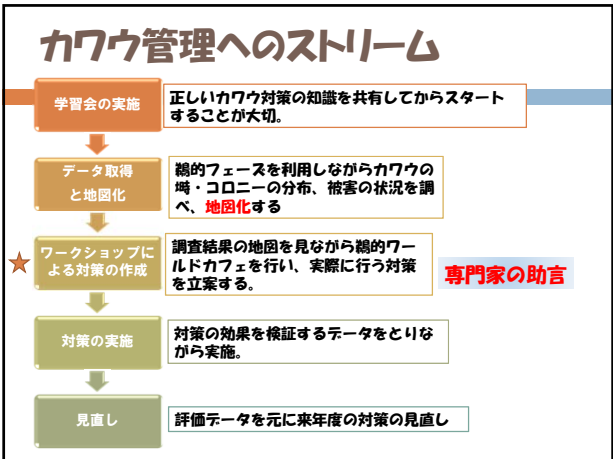 カワウ管理へのストリーム
学習会の実施
正しいカワウ対策の知識を共有してからスタート
することが大切。
データ取得
と地図化
鵜的フェーズを利用しながらカワウの
塒・コロニーの分布、被害の状況を調
べ、地図化する
ワークショップに
よる対策の作成
調査結果の地図を見ながら鵜的ワー
ルドカフェを行い、実際に行う対策
を立案する。
専門家の助言
対策の実施
対策の効果を検証するデータをとりな
がら実施。
見直し
評価データを元に来年度の対策の見直し